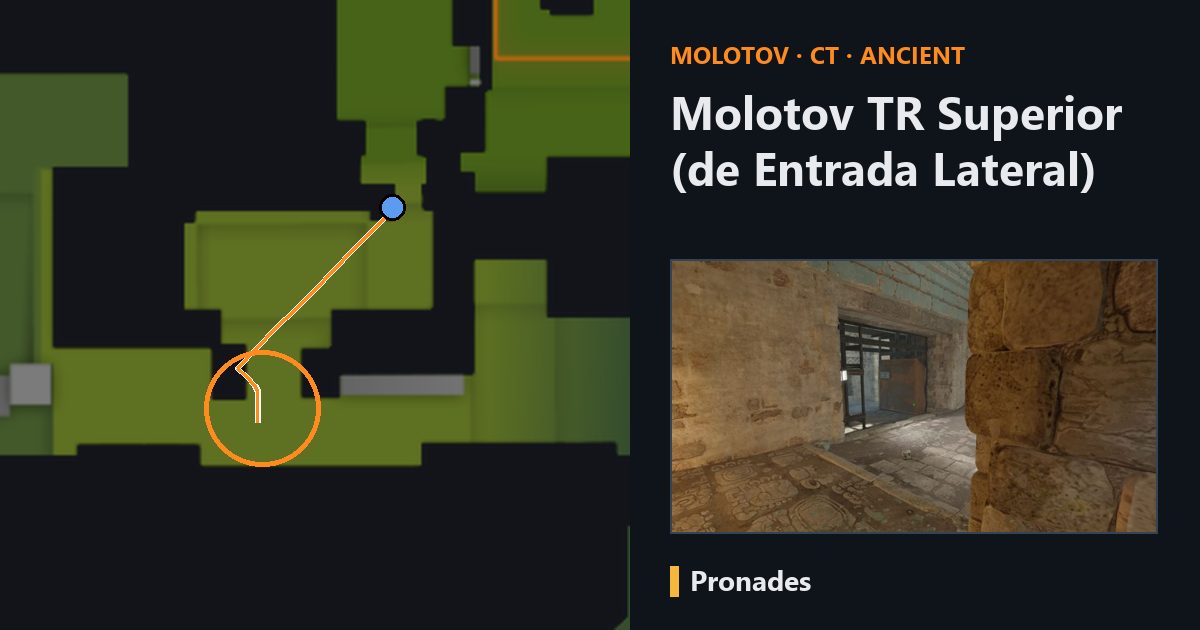 MOLOTOV · CT · ANCIENT
Molotov TR Superior
(de Entrada Lateral)
Pronades